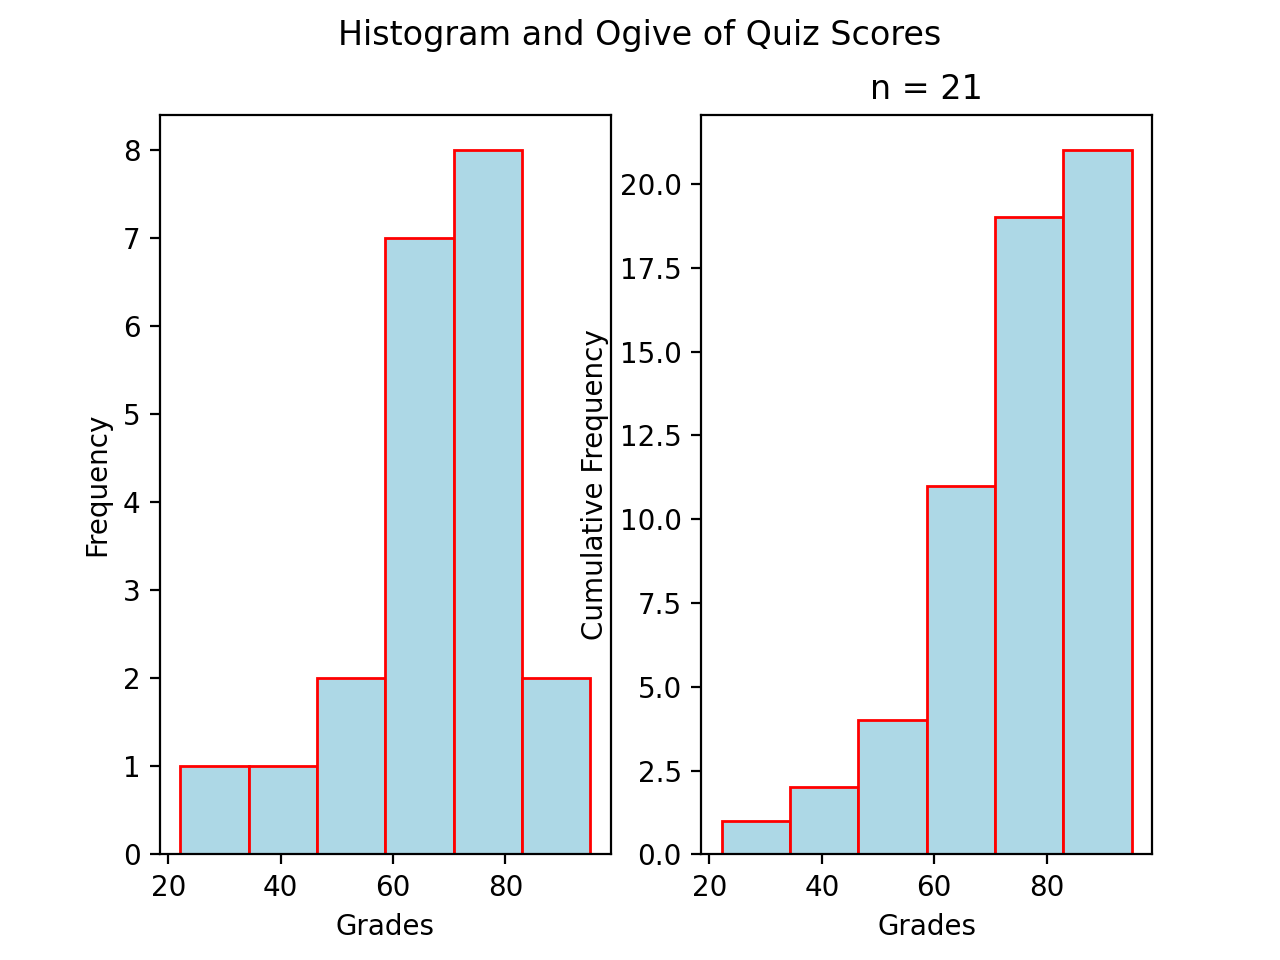 Histogram and Ogive of Quiz Scores
8
7
6
5
4
3
2
1
0
Frequency
20 40 60 80
Grades
n = 21
20.0
17.5
15.0
12.5
10.0
7.5
5.0
2.5
0.0
Cumulative Frequency
20 40 60 80
Grades